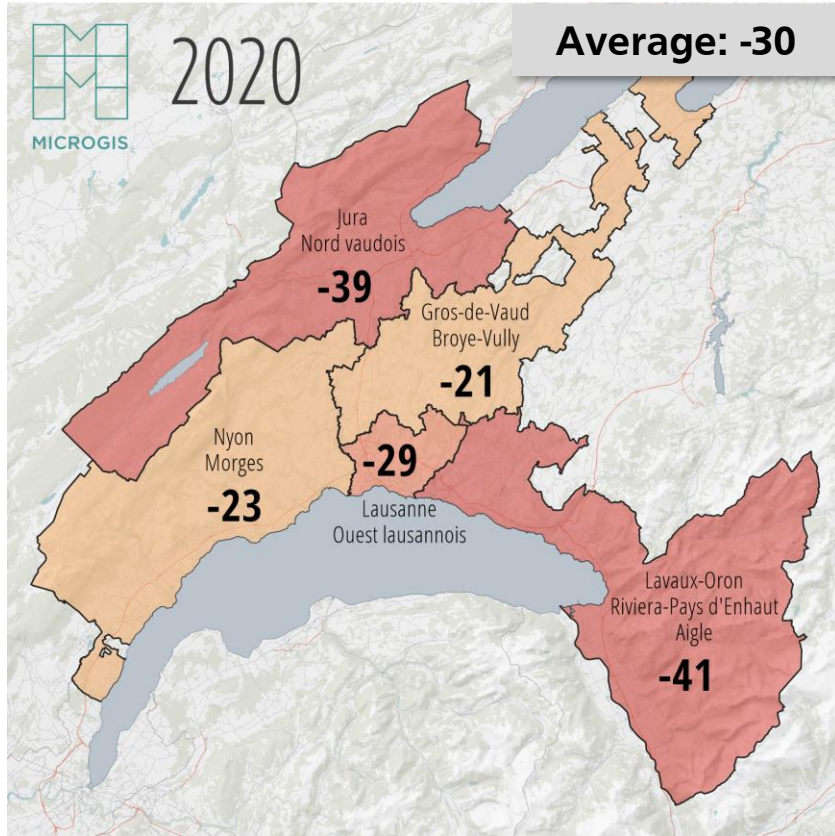 Average: -30
2020
MICROGIS
Jura
Nord vaudois
-39
Gros-de-Vaud
Broye-Vully
-21
Nyon
Morges
-23
-29
Lausanne
Ouest lausannois
Lavaux-Oron
Riviera-Pays d'Enhaut
Aigle
-41